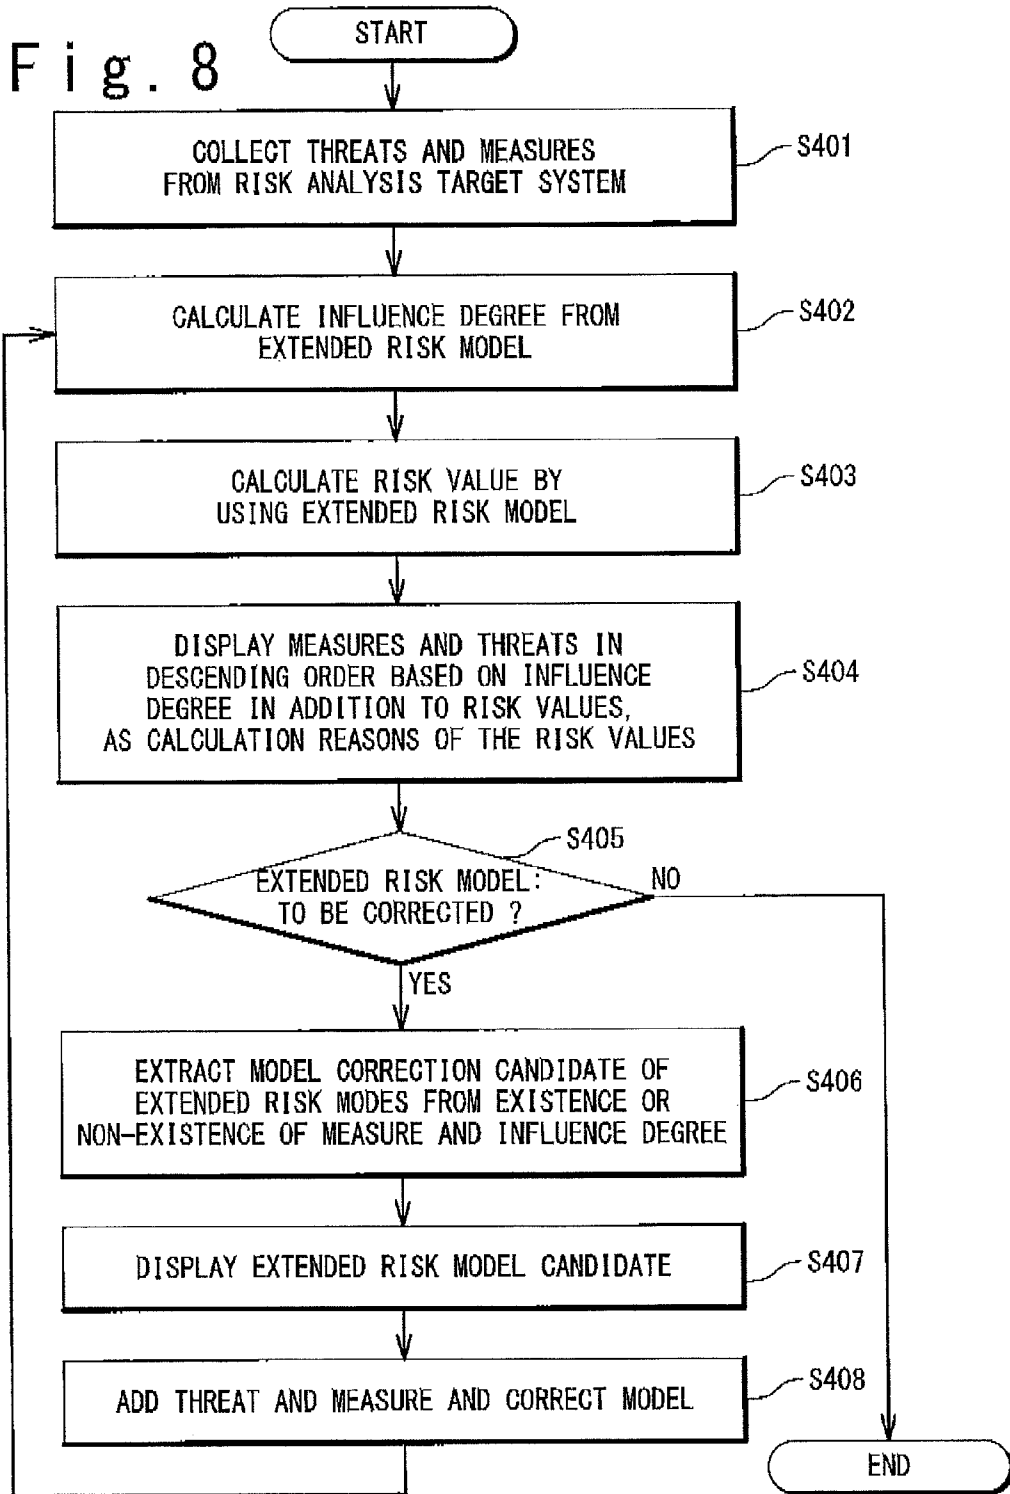 Fig. 8
START
COLLECT THREATS AND MEASURES
FROM RISK ANALYSIS TARGET SYSTEM
S401
CALCULATE INFLUENCE DEGREE FROM
EXTENDED RISK MODEL
S402
CALCULATE RISK VALUE BY
USING EXTENDED RISK MODEL
S403
DISPLAY MEASURES AND THREATS IN
DESCENDING ORDER BASED ON INFLUENCE
DEGREE IN ADDITION TO RISK VALUES,
AS CALCULATION REASONS OF THE RISK VALUES
S404
S405
EXTENDED RISK MODEL:
TO BE CORRECTED ?
NO
YES
EXTRACT MODEL CORRECTION CANDIDATE OF
EXTENDED RISK MODES FROM EXISTENCE OR
NON-EXISTENCE OF MEASURE AND INFLUENCE DEGREE
S406
DISPLAY EXTENDED RISK MODEL CANDIDATE
S407
ADD THREAT AND MEASURE AND CORRECT MODEL
S408
END